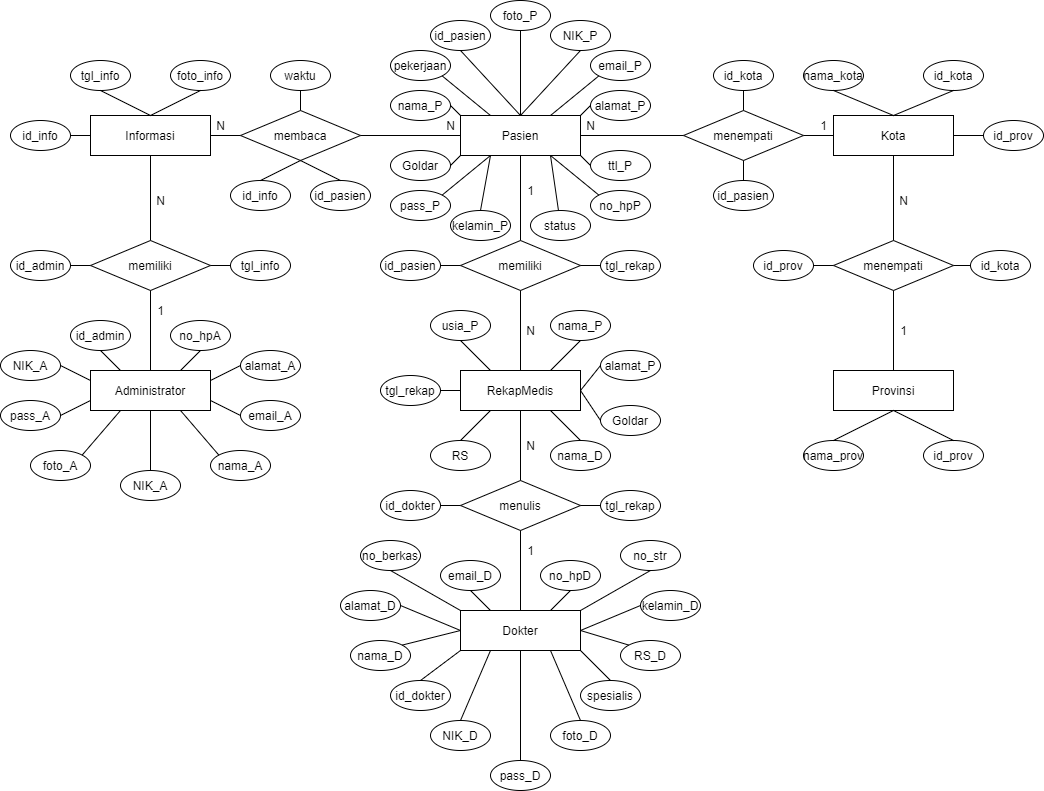 foto_P
id_pasien
NIK_P
tgl_info
foto_info
waktu
pekerjaan
email_P
id_kota
nama_kota
id_kota
nama_P
alamat_P
id_info
Informasi
N
membaca
N
Pasien
N
menempati
1
Kota
id_prov
Goldar
ttl_P
id_info
id_pasien
pass_P
kelamin_P
1
status
no_hpP
id_pasien
N
N
id_admin
memiliki
tgl_info
id_pasien
memiliki
tgl_rekap
id_prov
menempati
id_kota
1
id_admin
no_hpA
usia_P
N
nama_P
1
NIK_A
alamat_A
alamat_P
Administrator
tgl_rekap
RekapMedis
Provinsi
pass_A
email_A
Goldar
foto_A
nama_A
RS
N
nama_D
nama_prov
id_prov
NIK_A
id_dokter
menulis
tgl_rekap
no_berkas
1
no_str
email_D
no_hpD
alamat_D
kelamin_D
Dokter
nama_D
RS_D
id_dokter
spesialis
NIK_D
foto_D
pass_D